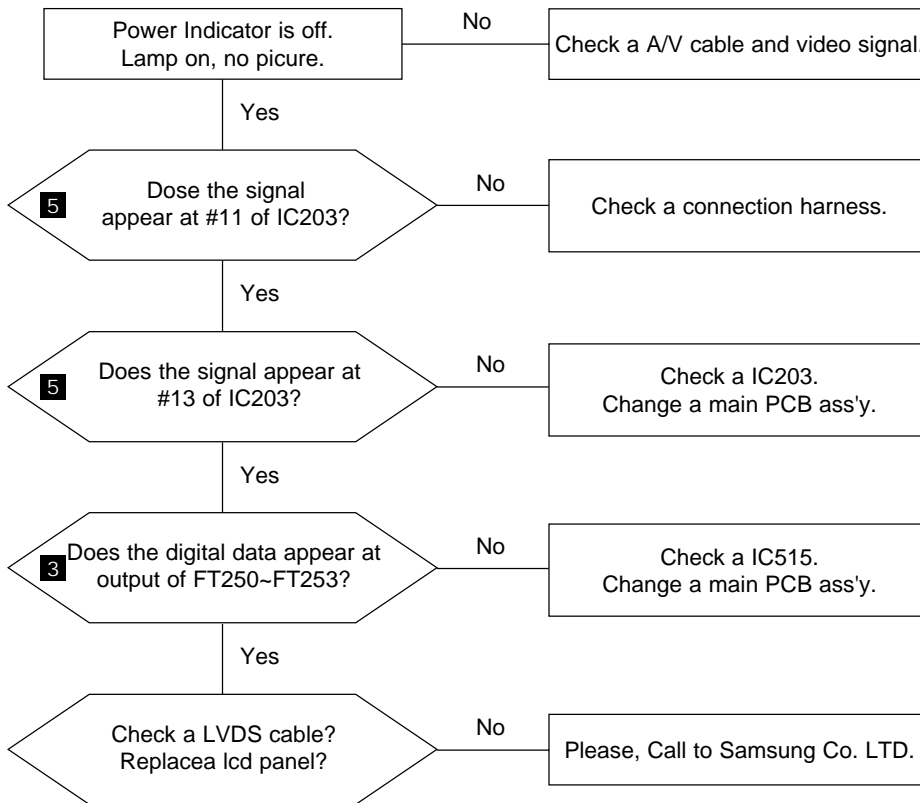 Power Indicator is off.
Lamp on, no picure.
No
Check a A/V cable and video signal.
Yes
5
Dose the signal
appear at #11 of IC203?
No
Check a connection harness.
Yes
5
Does the signal appear at
#13 of IC203?
No
Check a IC203.
Change a main PCB ass'y.
Yes
3
Does the digital data appear at
output of FT250~FT253?
No
Check a IC515.
Change a main PCB ass'y.
Yes
Check a LVDS cable?
Replacea lcd panel?
No
Please, Call to Samsung Co. LTD.